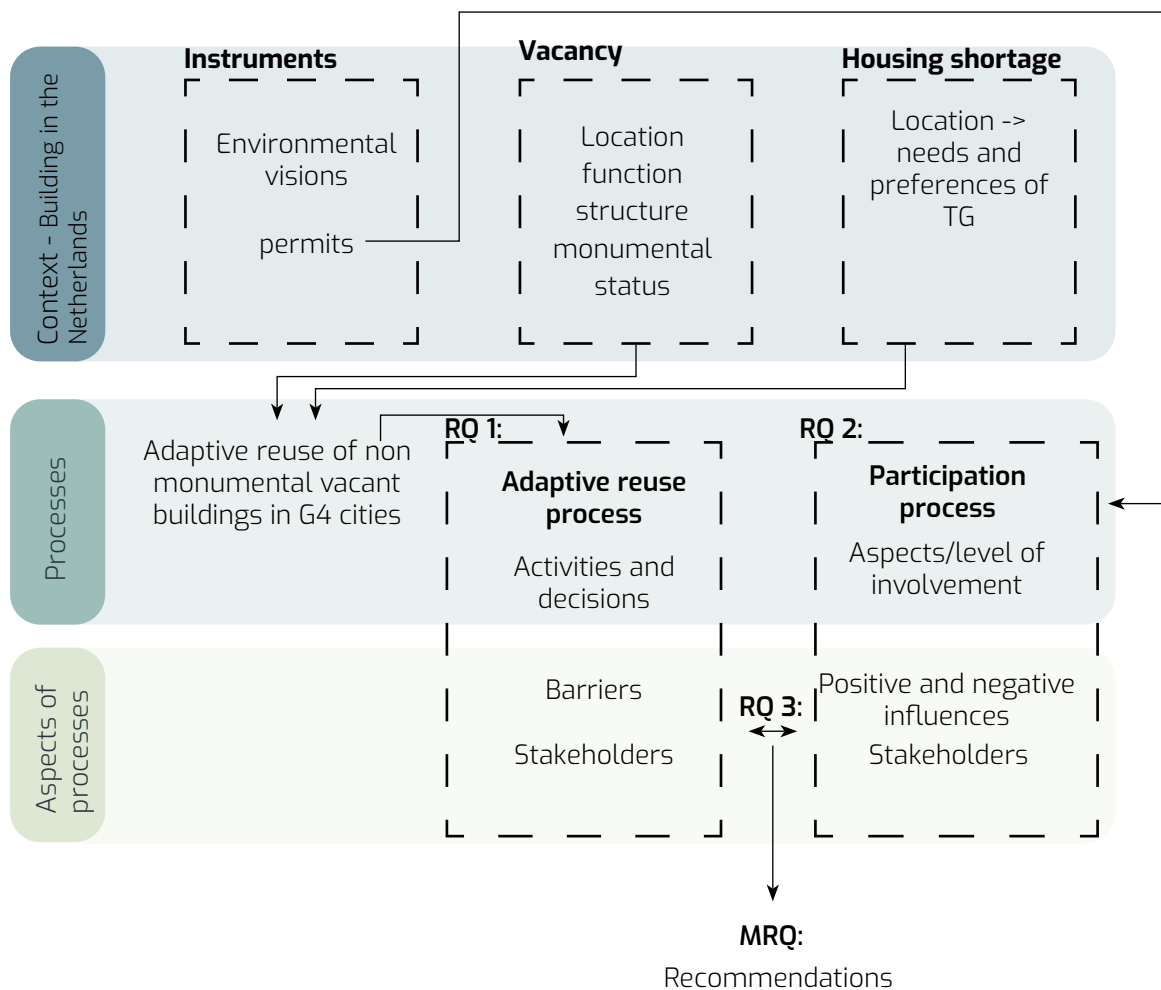 Context - Building in the
Netherlands
Instruments
Environmental
visions
permits
Vacancy
Location
function
structure
monumental
status
Housing shortage
Location ->
needs and
preferences of
TG
Processes
Adaptive reuse of non
monumental vacant
buildings in G4 cities
RQ 1:
Adaptive reuse
process
Activities and
decisions
RQ 2:
Participation
process
Aspects/level of
involvement
Aspects of
processes
Barriers
Stakeholders
RQ 3:
Positive and negative
influences
Stakeholders
MRQ:
Recommendations